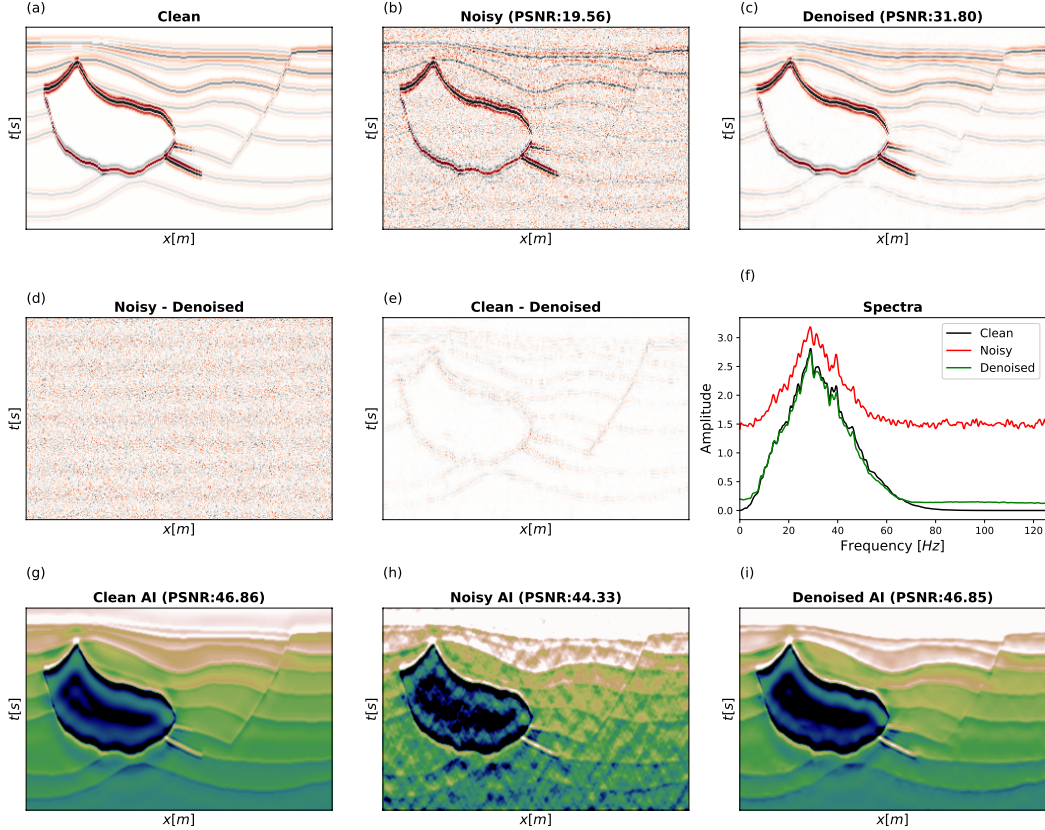 (a)
Clean
t[s]
x[m]
(b)
Noisy (PSNR:19.56)
x[m]
(c)
Denoised (PSNR:31.80)
t[s]
x[m]
(d)
Noisy - Denoised
t[s]
x[m]
(e)
Clean - Denoised
t[s]
x[m]
(f)
Spectra
Clean
Noisy
Denoised
Amplitude
3.0
2.5
2.0
1.5
1.0
0.5
0.0
0
20
40
60
80
100
120
Frequency [Hz]
(g)
Clean AI (PSNR:46.86)
t[s]
x[m]
(h)
Noisy AI (PSNR:44.33)
t[s]
x[m]
(i)
Denoised AI (PSNR:46.85)
t[s]
x[m]